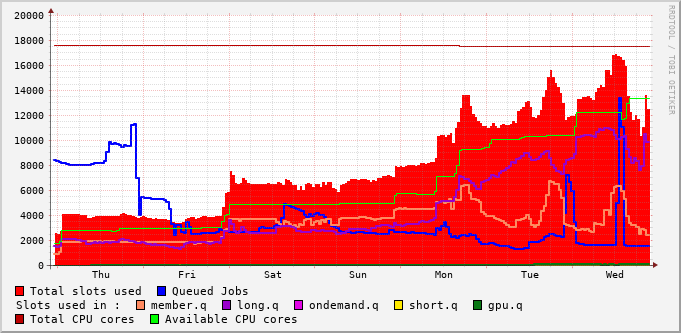 RRDTOOL / TOBI OETIKER
20000
18000
16000
14000
12000
10000
8000
6000
4000
2000
0
Thu Fri Sat Sun Mon Tue Wed
Total slots used Queued Jobs
Slots used in : member.q long.q ondemand.q short.q gpu.q
Total CPU cores Available CPU cores